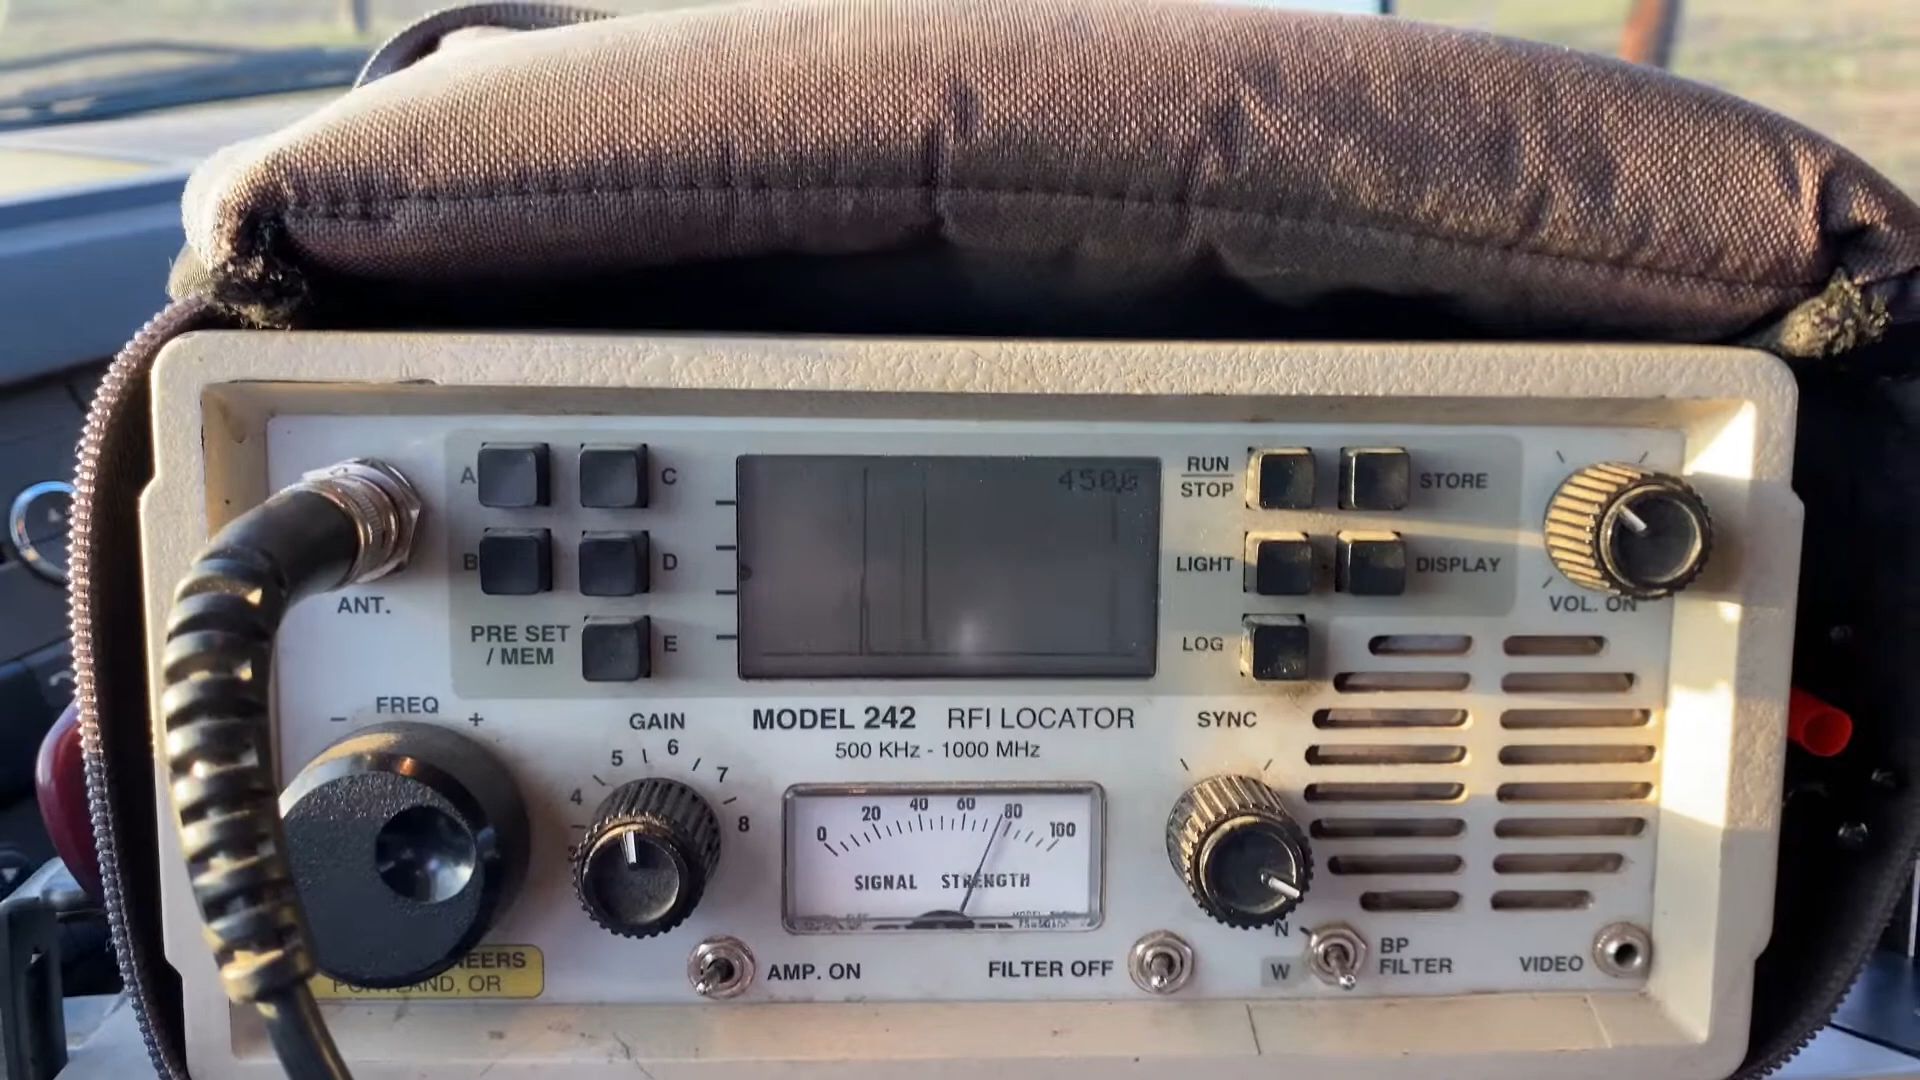 A
C
B
D
PRE SET
/ MEM
E
RUN
STOP
STORE
LIGHT
DISPLAY
LOG
VOL. ON
ANT.
- FREQ +
GAIN
3 4 5 6 7 8
MODEL 242 RFI LOCATOR
500 KHz - 1000 MHz
SYNC
0 20 40 60 80 100
SIGNAL STRENGTH
AMP. ON
FILTER OFF
N
W
BP
FILTER
VIDEO
PORTLAND, OR